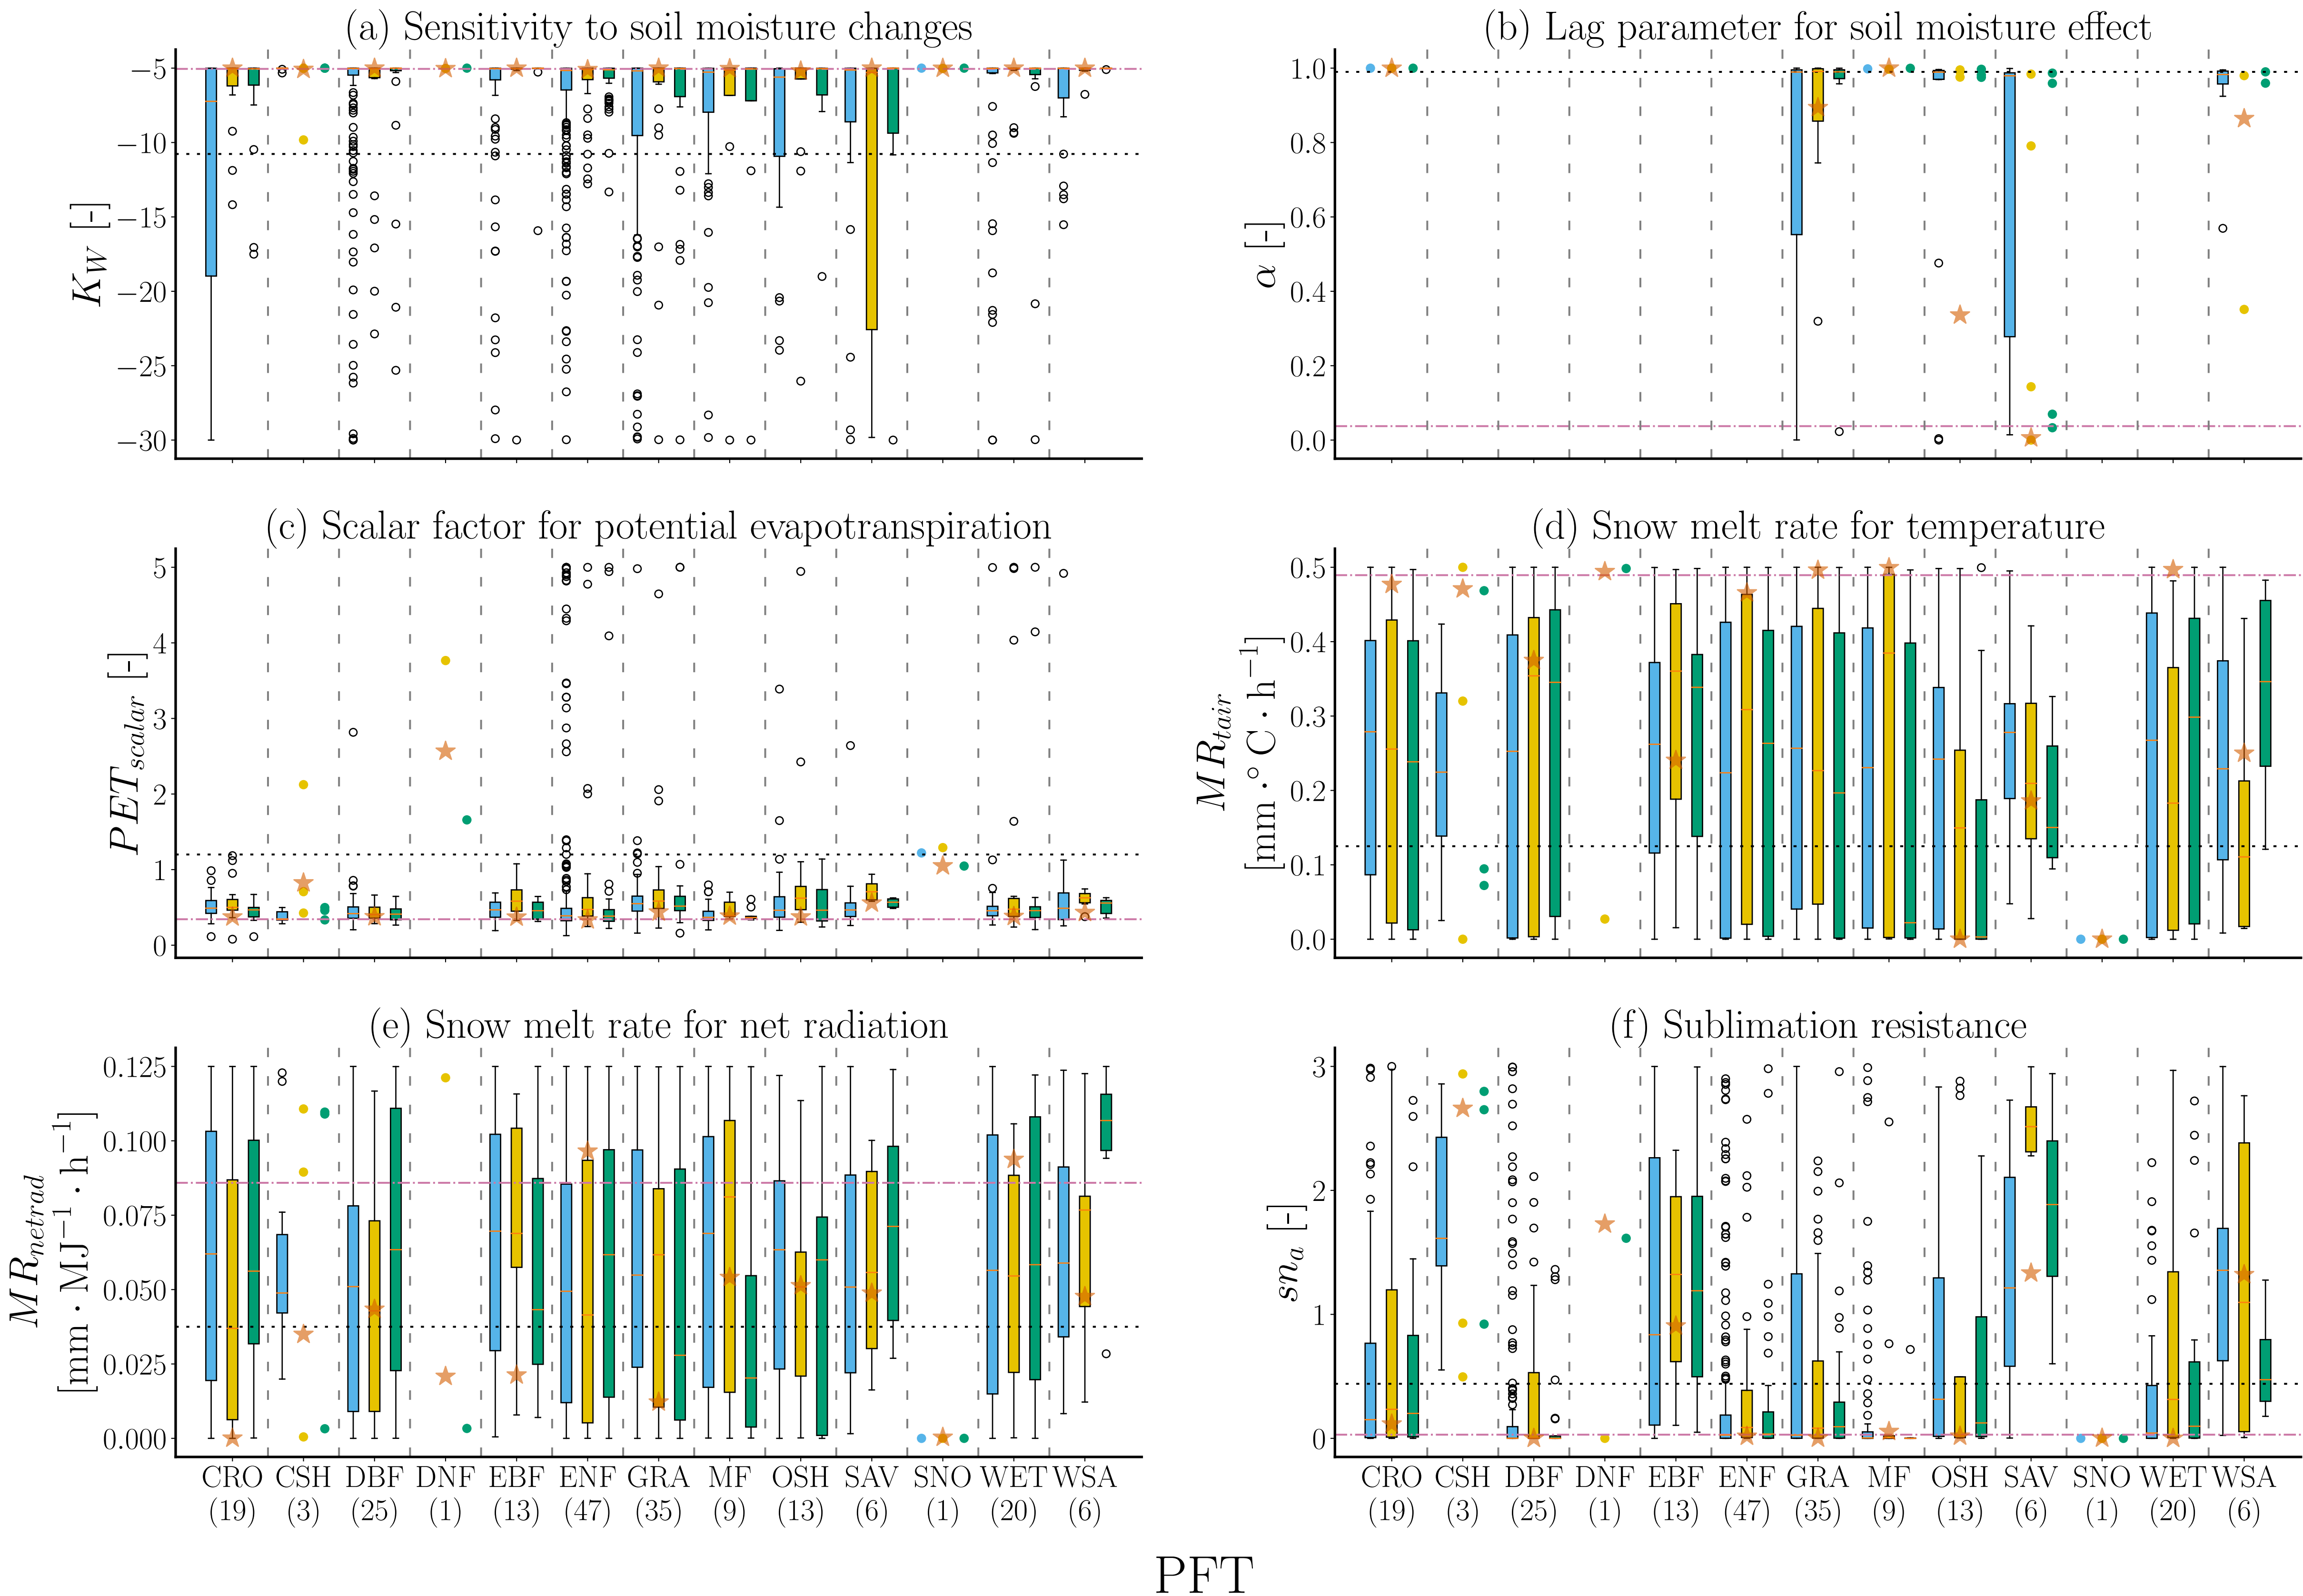 (a) Sensitivity to soil moisture changes
K_W [-]
−5
−10
−15
−20
−25
−30
(b) Lag parameter for soil moisture effect
α [-]
1.0
0.8
0.6
0.4
0.2
0.0
(c) Scalar factor for potential evapotranspiration
PET_scalar [-]
5
4
3
2
1
0
(d) Snow melt rate for temperature
MR_tair
[mm·°C·h⁻¹]
0.5
0.4
0.3
0.2
0.1
0.0
(e) Snow melt rate for net radiation
MR_netrad
[mm·MJ⁻¹·h⁻¹]
0.125
0.100
0.075
0.050
0.025
0.000
CRO CSH DBF DNF EBF ENF GRA MF OSH SAV SNO WET WSA
(19) (3) (25) (1) (13) (47) (35) (9) (13) (6) (1) (20) (6)
(f) Sublimation resistance
sn_a [-]
3
2
1
0
CRO CSH DBF DNF EBF ENF GRA MF OSH SAV SNO WET WSA
(19) (3) (25) (1) (13) (47) (35) (9) (13) (6) (1) (20) (6)
PFT